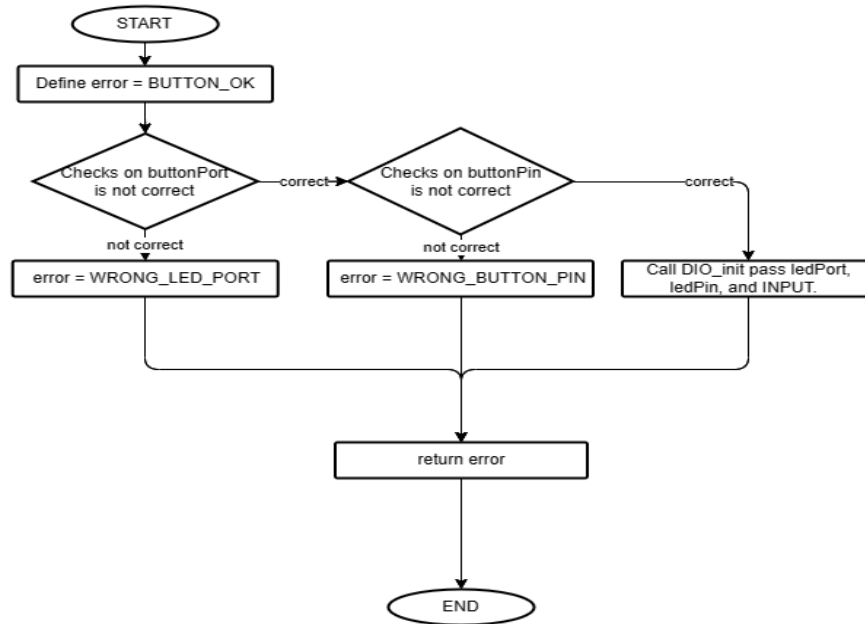 START
Define error = BUTTON_OK
Checks on buttonPort
is not correct
correct
Checks on buttonPin
is not correct
correct
not correct
not correct
error = WRONG_LED_PORT
error = WRONG_BUTTON_PIN
Call DIO_init pass ledPort,
ledPin, and INPUT.
return error
END